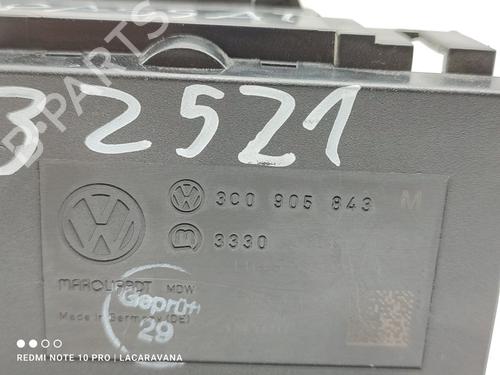 32521
3C0 905 843 M
3330
MARQUARDT MDW
Made in Germany (DE)
Geprüft
29
REDMI NOTE 10 PRO | LACARAVANA